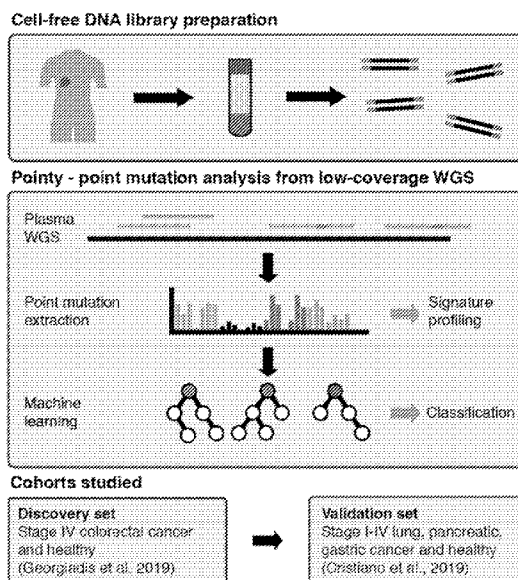 Cell-free DNA library preparation
Pointy - point mutation analysis from low-coverage WGS
Plasma
WGS
Point mutation
extraction
Signature
profiling
Machine
learning
Classification
Cohorts studied
Discovery set
Stage IV colorectal cancer
and healthy
(Georgiadis et al. 2019)
Validation set
Stage I-IV lung, pancreatic,
gastric cancer and healthy
(Cristiano et al., 2019)